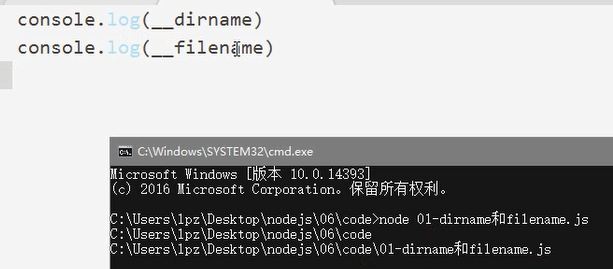 console.log(__dirname)
console.log(__filename)
C:\Windows\SYSTEM32\cmd.exe
Microsoft Windows [版本 10.0.14393]
(c) 2016 Microsoft Corporation。保留所有权利。
C:\Users\lpz\Desktop\nodejs\06\code>node 01-dirname和filename.js
C:\Users\lpz\Desktop\nodejs\06\code
C:\Users\lpz\Desktop\nodejs\06\code\01-dirname和filename.js